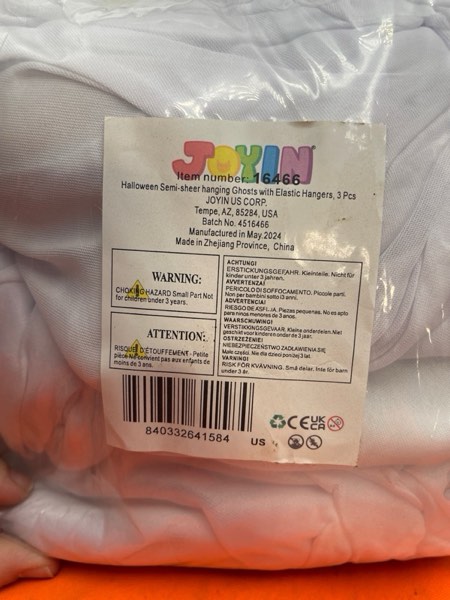 JOYIN
Item number: 16466
Halloween Semi-sheer hanging Ghosts with Elastic Hangers, 3 Pcs
JOYIN US CORP.
Tempe, AZ, 85284, USA
Batch No. 4516466
Manufactured in May 2024
Made in Zhejiang Province, China
WARNING:
CHOKING HAZARD Small Part Not
for children under 3 years.
ATTENTION:
RISQUE D'ÉTOUFFEMENT - Petite
pièce Ne convient pas aux enfants de
moins de 3 ans.
ACHTUNG!
ERSTICKUNGSGEFAHR. Kleinteile. Nicht für
kinder unter 3 jahren.
AVVERTENZA!
PERICOLO DI SOFFOCAMENTO. Piccole parti.
Non per bambini sotto i3 anni.
ADVERTENCIA!
RIESGO DE ASFIJIA. Piezas pequenas. No es apto
pere ninos menores de 3 anos.
WAARSCHUWING!
VERSTIKKINGSGEVAAR. Kleine onderdelen. Niet
geschikt voor kinderen onder de 3 jaar.
OSTRZEŻENIE!
NIEBEZPIECZEŃSTWO ZADŁAWIENIA SIĘ
Małe części. Nie dla dzieci poniżej 3 lat.
VARNING!
RISK FÖR KVÄVNING. Små delar. Inte för barn
under 3 år.
840332641584
US
CE UK
CA